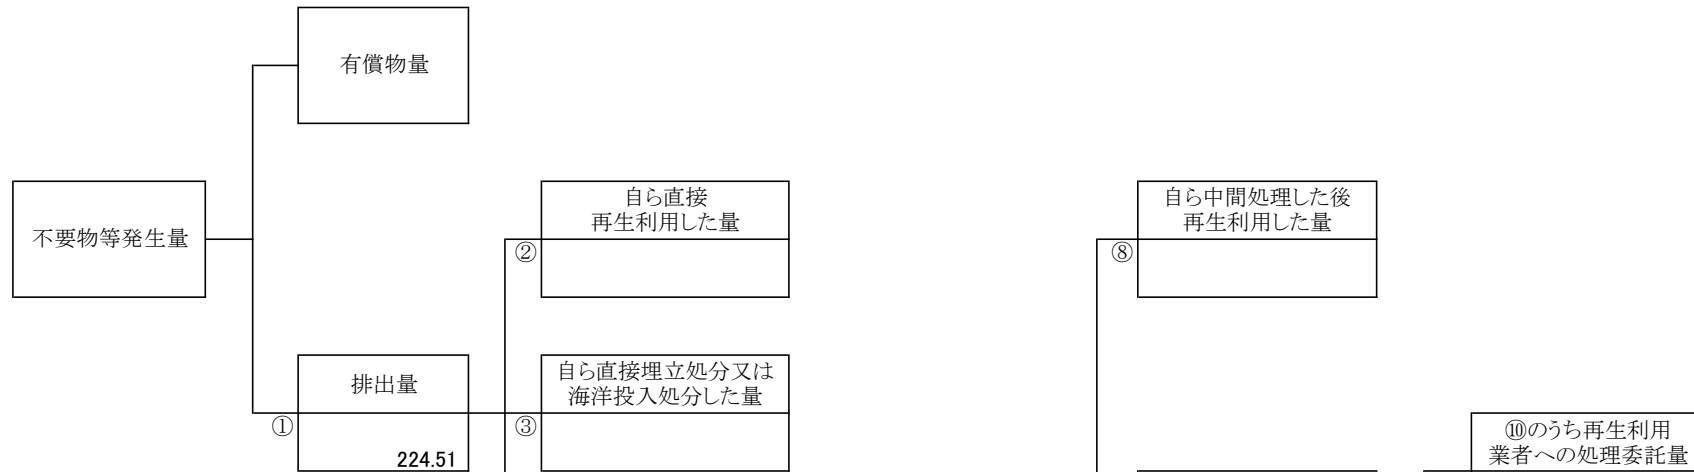 有償物量
不要物等発生量
自ら直接
再生利用した量
②
自ら中間処理した後
再生利用した量
⑧
排出量
①
224.51
自ら直接埋立処分又は
海洋投入処分した量
③
⑩のうち再生利用
業者への処理委託量